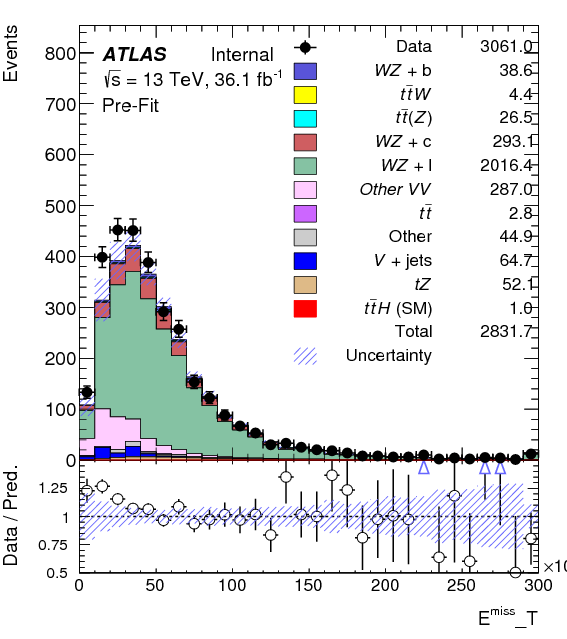 Events
800
700
600
500
400
300
200
100
0
ATLAS Internal
√s = 13 TeV, 36.1 fb⁻¹
Pre-Fit
Data 3061.0
WZ + b 38.6
tt̄W 4.4
tt̄(Z) 26.5
WZ + c 293.1
WZ + l 2016.4
Other VV 287.0
tt̄ 2.8
Other 44.9
V + jets 64.7
tZ 52.1
tt̄H (SM) 1.0
Total 2831.7
Uncertainty
Data / Pred.
1.25
1
0.75
0.5
0 50 100 150 200 250 300
E^miss_T